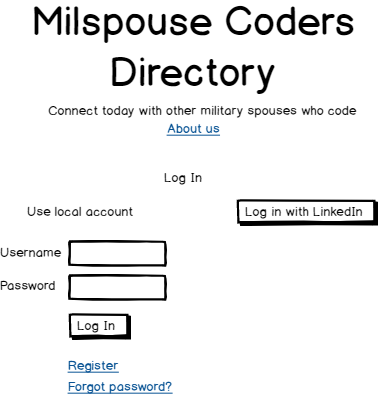 Milspouse Coders
Directory
Connect today with other military spouses who code
About us
Log In
Use local account
Log in with LinkedIn
Username
Password
Log In
Register
Forgot password?